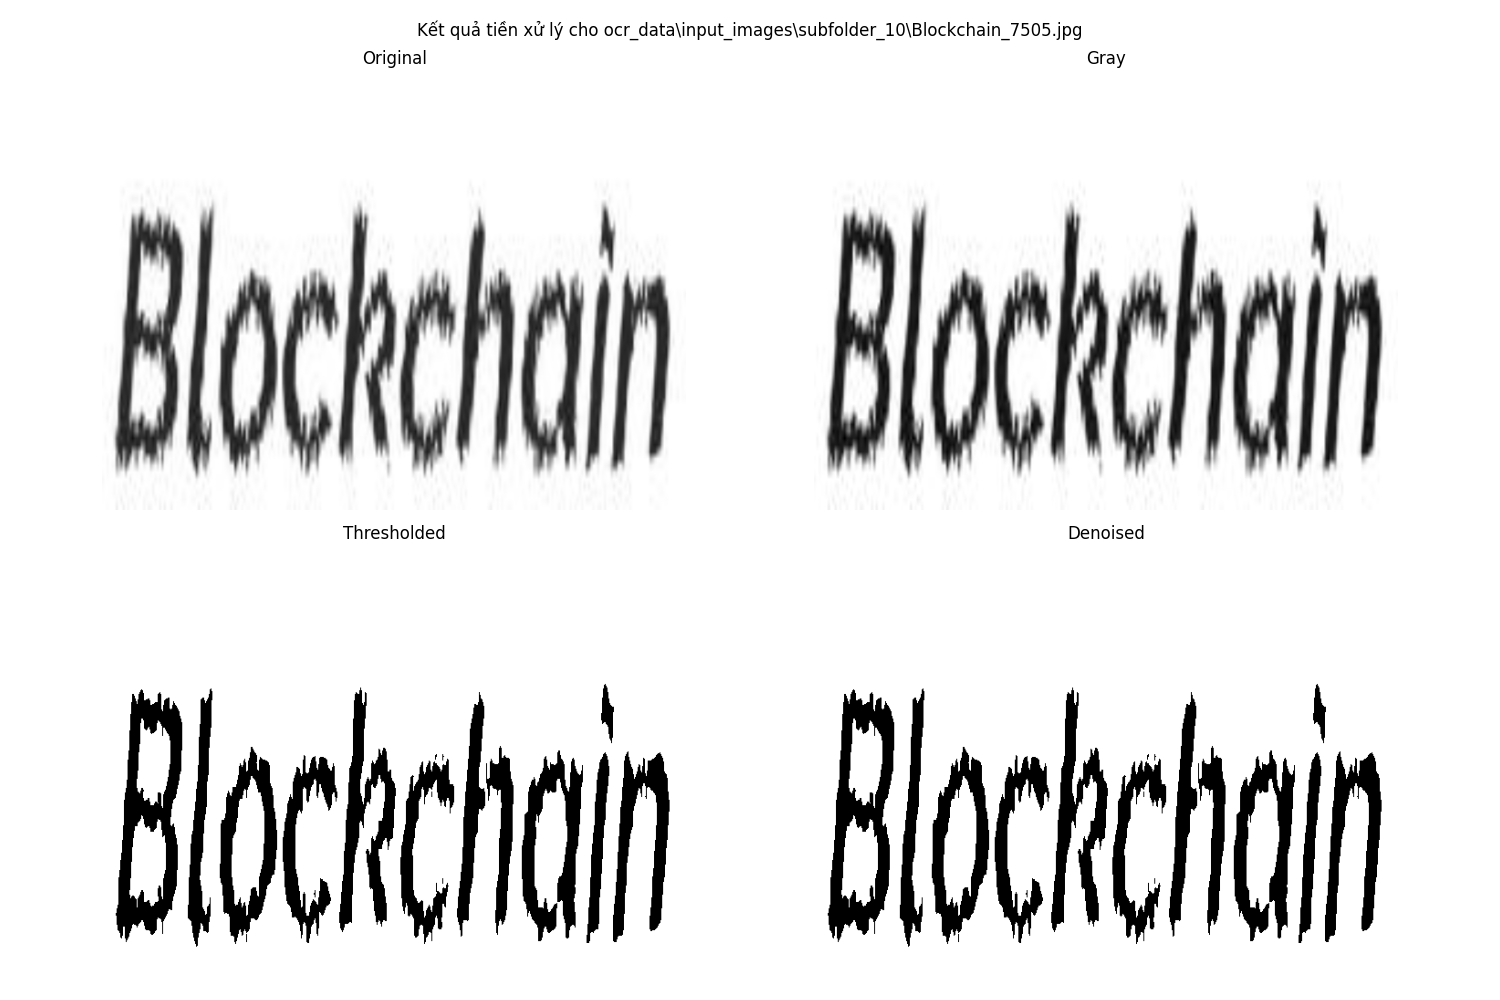 Kết quả tiền xử lý cho ocr_data\input_images\subfolder_10\Blockchain_7505.jpg
Original
Gray
Blockchain
Blockchain
Thresholded
Denoised
Blockchain
Blockchain